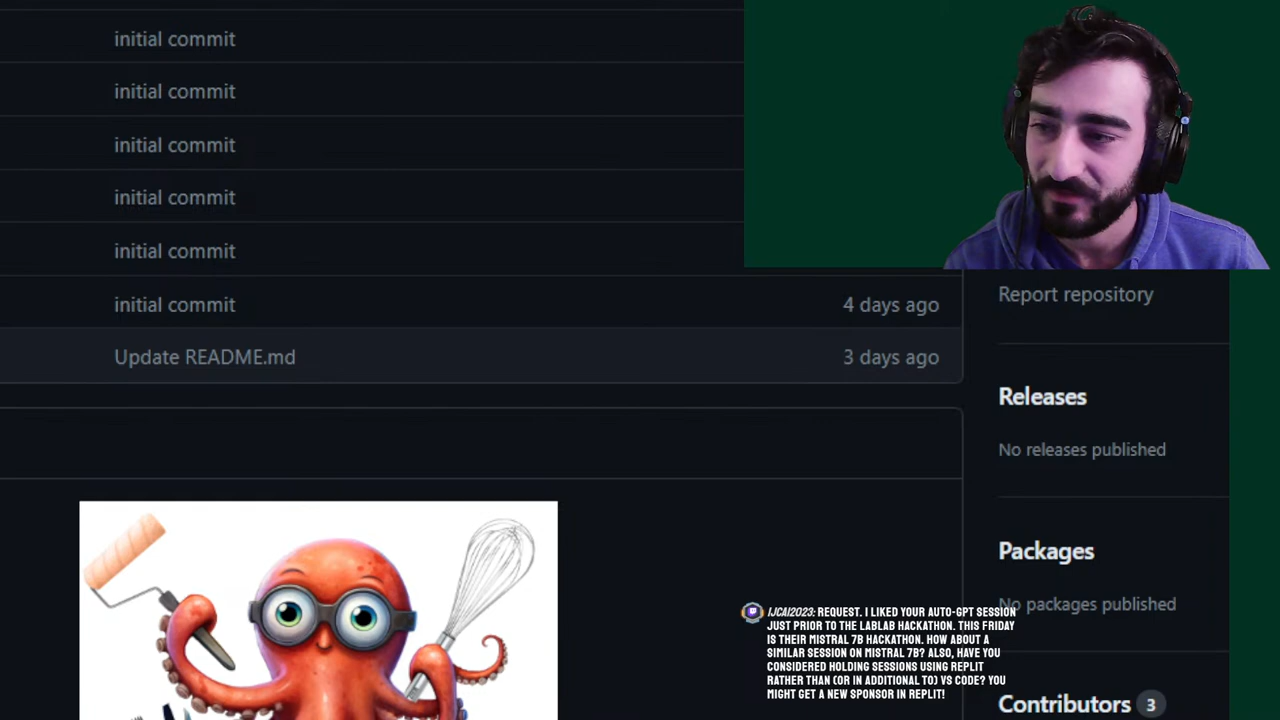 initial commit
initial commit
initial commit
initial commit
initial commit
initial commit 4 days ago
Update README.md 3 days ago
Report repository
Releases
No releases published
Packages
No packages published
Contributors 3
IJCAI2023: REQUEST. I LIKED YOUR AUTO-GPT SESSION
JUST PRIOR TO THE LABLAB HACKATHON. THIS FRIDAY
IS THEIR MISTRAL 7B HACKATHON. HOW ABOUT A
SIMILAR SESSION ON MISTRAL 7B? ALSO, HAVE YOU
CONSIDERED HOLDING SESSIONS USING REPLIT
RATHER THAN (OR IN ADDITIONAL TO) VS CODE? YOU
MIGHT GET A NEW SPONSOR IN REPLIT!